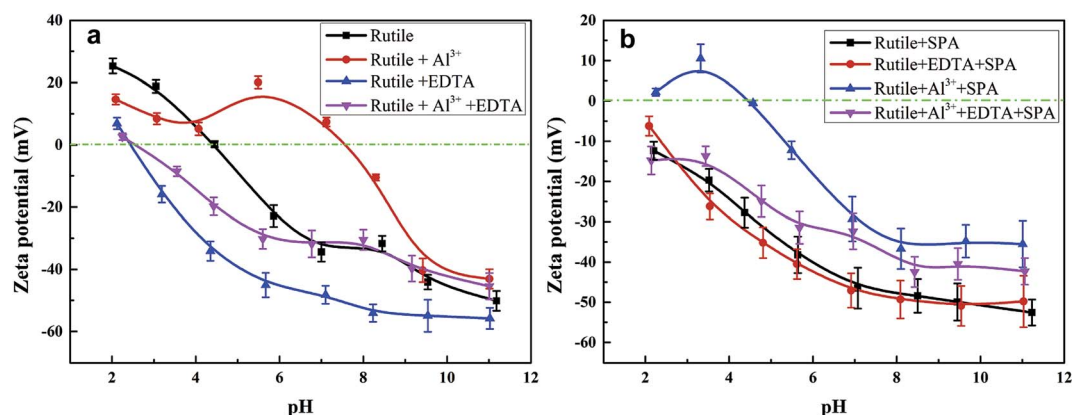 a
Rutile
Rutile + Al³⁺
Rutile +EDTA
Rutile + Al³⁺ +EDTA
Zeta potential (mV)
40
20
0
-20
-40
-60
2 4 6 8 10 12
pH
b
Rutile+SPA
Rutile+EDTA+SPA
Rutile+Al³⁺+SPA
Rutile+Al³⁺+EDTA+SPA
Zeta potential (mV)
20
10
0
-10
-20
-30
-40
-50
-60
2 4 6 8 10 12
pH